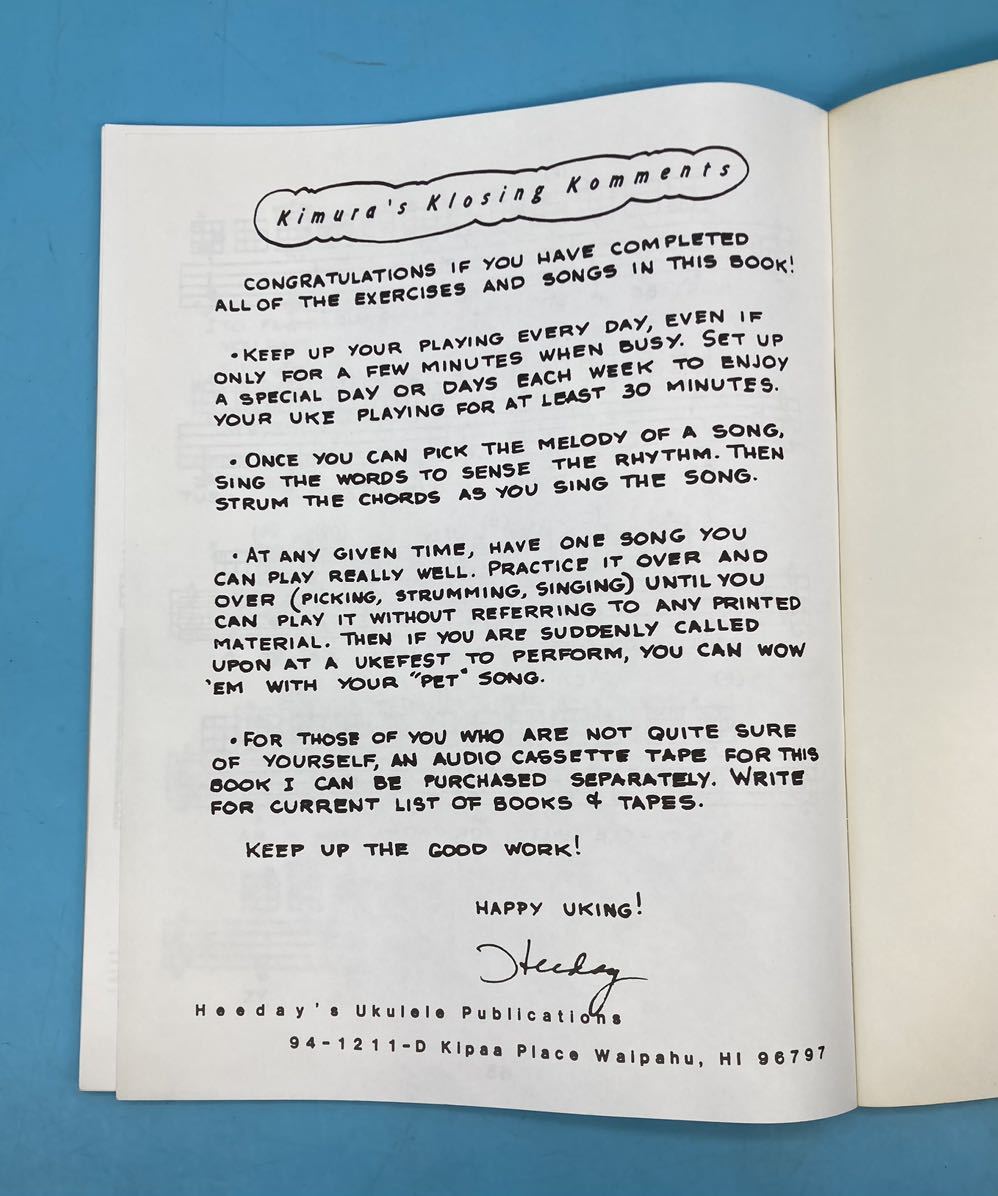 Kimura's Klosing Komments
CONGRATULATIONS IF YOU HAVE COMPLETED
ALL OF THE EXERCISES AND SONGS IN THIS BOOK!
• KEEP UP YOUR PLAYING EVERY DAY, EVEN IF
ONLY FOR A FEW MINUTES WHEN BUSY. SET UP
A SPECIAL DAY OR DAYS EACH WEEK TO ENJOY
YOUR UKE PLAYING FOR AT LEAST 30 MINUTES.
• ONCE YOU CAN PICK THE MELODY OF A SONG,
SING THE WORDS TO SENSE THE RHYTHM. THEN
STRUM THE CHORDS AS YOU SING THE SONG.
• AT ANY GIVEN TIME, HAVE ONE SONG YOU
CAN PLAY REALLY WELL. PRACTICE IT OVER AND
OVER (PICKING, STRUMMING, SINGING) UNTIL YOU
CAN PLAY IT WITHOUT REFERRING TO ANY PRINTED
MATERIAL. THEN IF YOU ARE SUDDENLY CALLED
UPON AT A UKEFEST TO PERFORM, YOU CAN WOW
'EM WITH YOUR "PET" SONG.
• FOR THOSE OF YOU WHO ARE NOT QUITE SURE
OF YOURSELF, AN AUDIO CASSETTE TAPE FOR THIS
BOOK I CAN BE PURCHASED SEPARATELY. WRITE
FOR CURRENT LIST OF BOOKS & TAPES.
KEEP UP THE GOOD WORK!
HAPPY UKING!
Heeday
Heeday's Ukulele Publications
94-1211-D Kipaa Place Waipahu, HI 96797